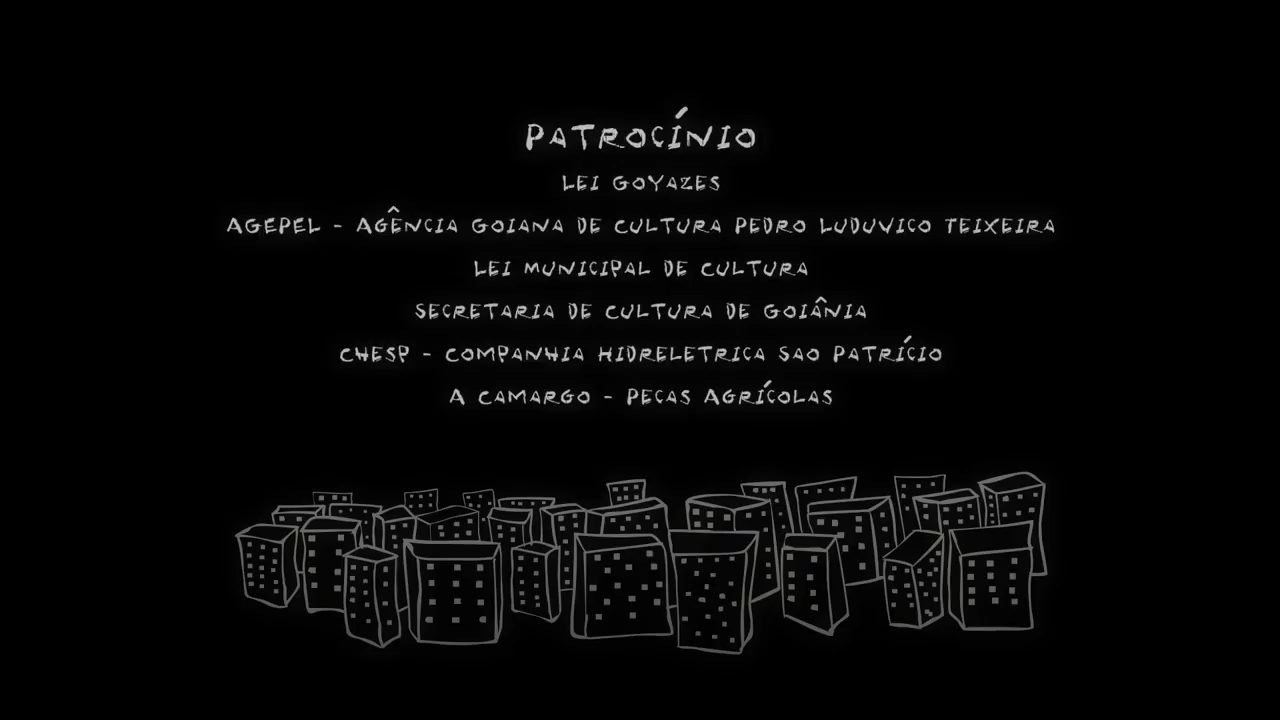 PATROCÍNIO
LEI GOYAZES
AGEPEL - AGÊNCIA GOIANA DE CULTURA PEDRO LUDUVICO TEIXEIRA
LEI MUNICIPAL DE CULTURA
SECRETARIA DE CULTURA DE GOIÂNIA
CHESP - COMPANHIA HIDRELETRICA SAO PATRÍCIO
A CAMARGO - PECAS AGRÍCOLAS